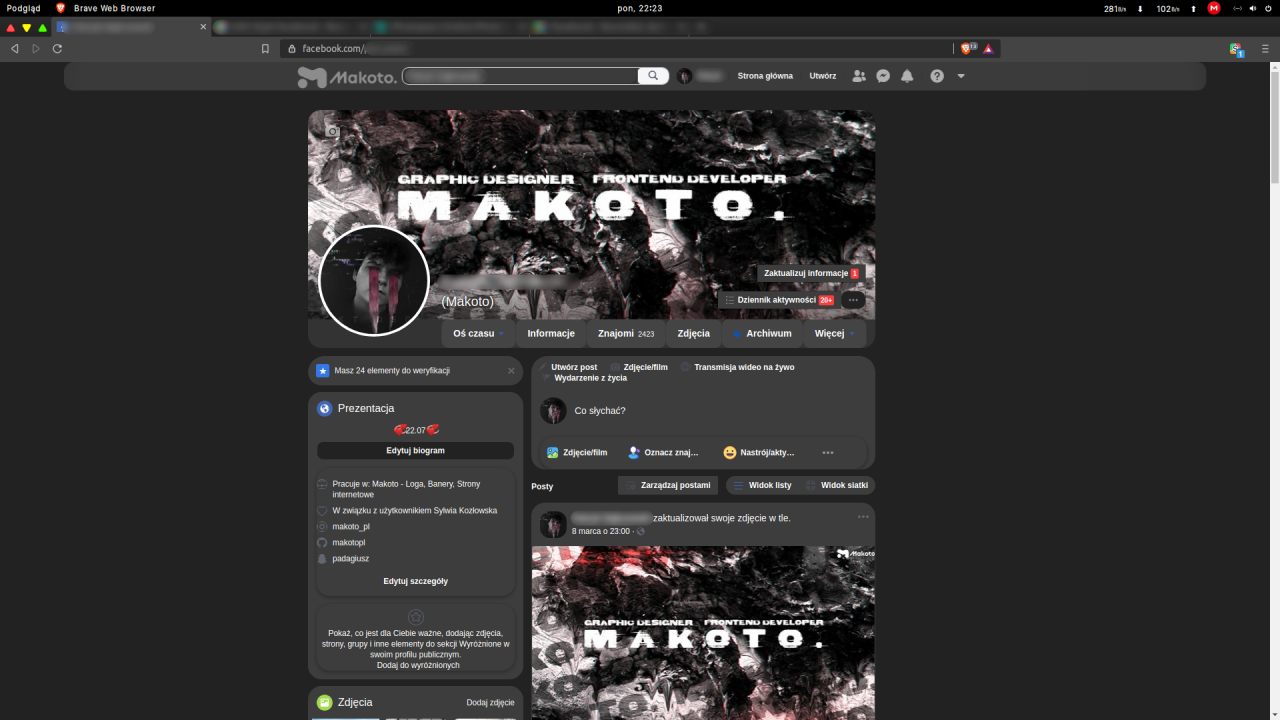 Podgląd
Brave Web Browser
pon, 22:23
281B/s
102B/s
M
facebook.com/
13
1
Makoto.
Strona główna
Utwórz
GRAPHIC DESIGNER FRONTEND DEVELOPER
MAKOTO.
Zaktualizuj informacje 1
(Makoto)
Dziennik aktywności 20+
Oś czasu
Informacje
Znajomi 2423
Zdjęcia
Archiwum
Więcej
Masz 24 elementy do weryfikacji
Prezentacja
22.07
Edytuj biogram
Pracuje w: Makoto - Loga, Banery, Strony
internetowe
W związku z użytkownikiem Sylwia Kozłowska
makoto_pl
makotopl
padagiusz
Edytuj szczegóły
Pokaż, co jest dla Ciebie ważne, dodając zdjęcia,
strony, grupy i inne elementy do sekcji Wyróżnione w
swoim profilu publicznym.
Dodaj do wyróżnionych
Zdjęcia
Dodaj zdjęcie
Utwórz post
Zdjęcie/film
Transmisja wideo na żywo
Wydarzenie z życia
Co słychać?
Zdjęcie/film
Oznacz znaj...
Nastrój/akty...
Posty
Zarządzaj postami
Widok listy
Widok siatki
zaktualizował swoje zdjęcie w tle.
8 marca o 23:00 ·
Makoto
GRAPHIC DESIGNER FRONTEND DEVELOPER
MAKOTO.